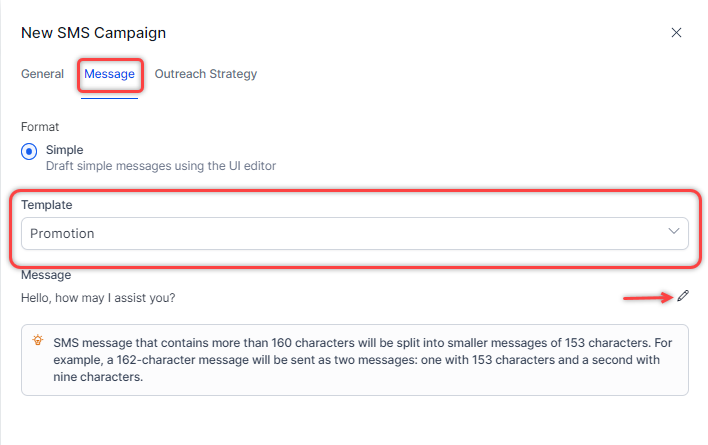 New SMS Campaign
General Message Outreach Strategy
Format
Simple
Draft simple messages using the UI editor
Template
Promotion
Message
Hello, how may I assist you?
SMS message that contains more than 160 characters will be split into smaller messages of 153 characters. For
example, a 162-character message will be sent as two messages: one with 153 characters and a second with
nine characters.